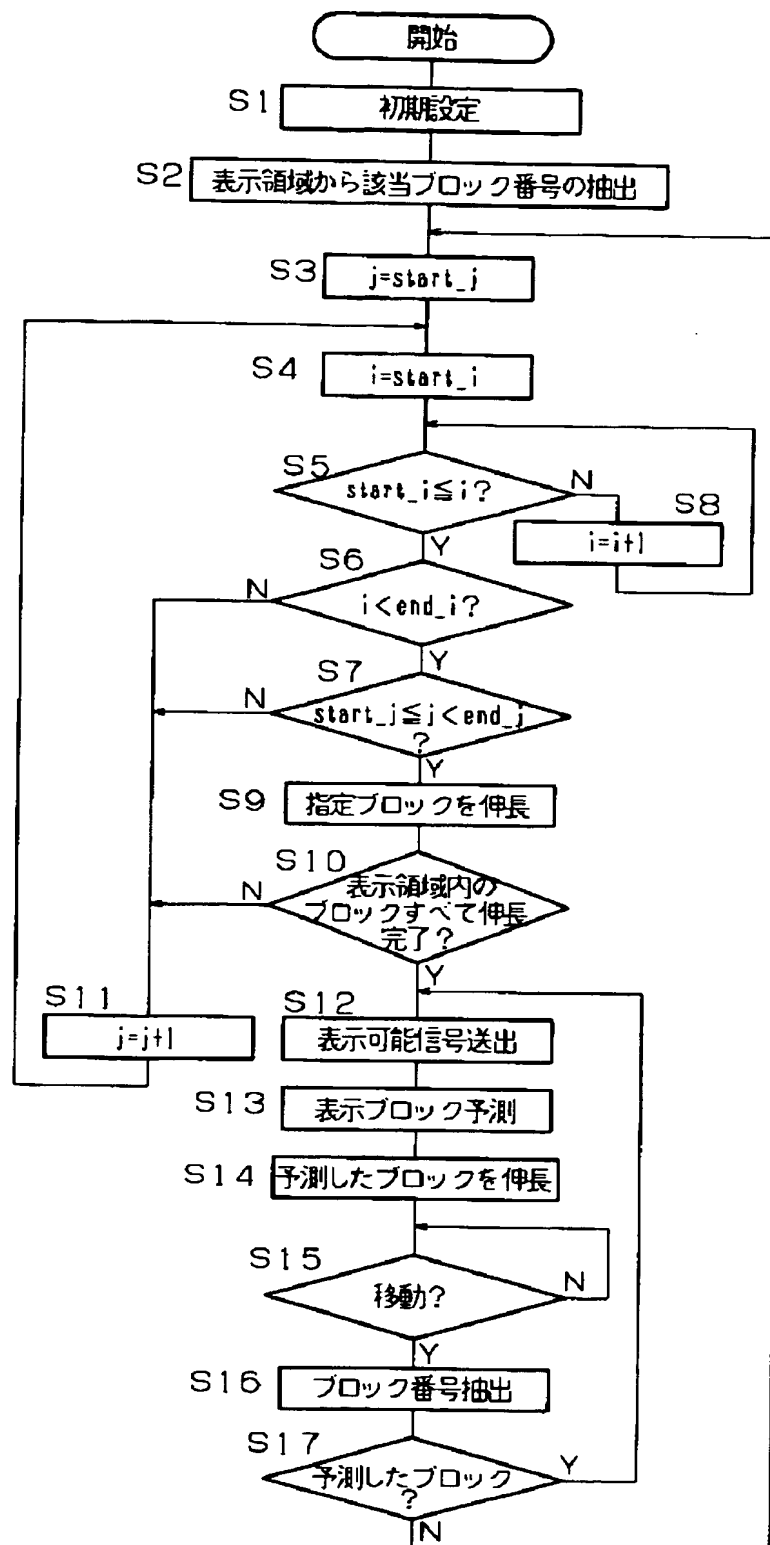 開始
S1
初期設定
S2
表示領域から該当ブロック番号の抽出
S3
j=start_j
S4
i=start_i
S5
start_i≦i?
N
S8
i=i+1
Y
S6
i<end_i?
N
Y
S7
N
start_j≦j<end_j
?
Y
S9
指定ブロックを伸長
S10
表示領域内の
ブロックすべて伸長
完了?
N
Y
S11
j=j+1
S12
表示可能信号送出
S13
表示ブロック予測
S14
予測したブロックを伸長
S15
移動?
N
Y
S16
ブロック番号抽出
S17
予測したブロック
?
Y
N